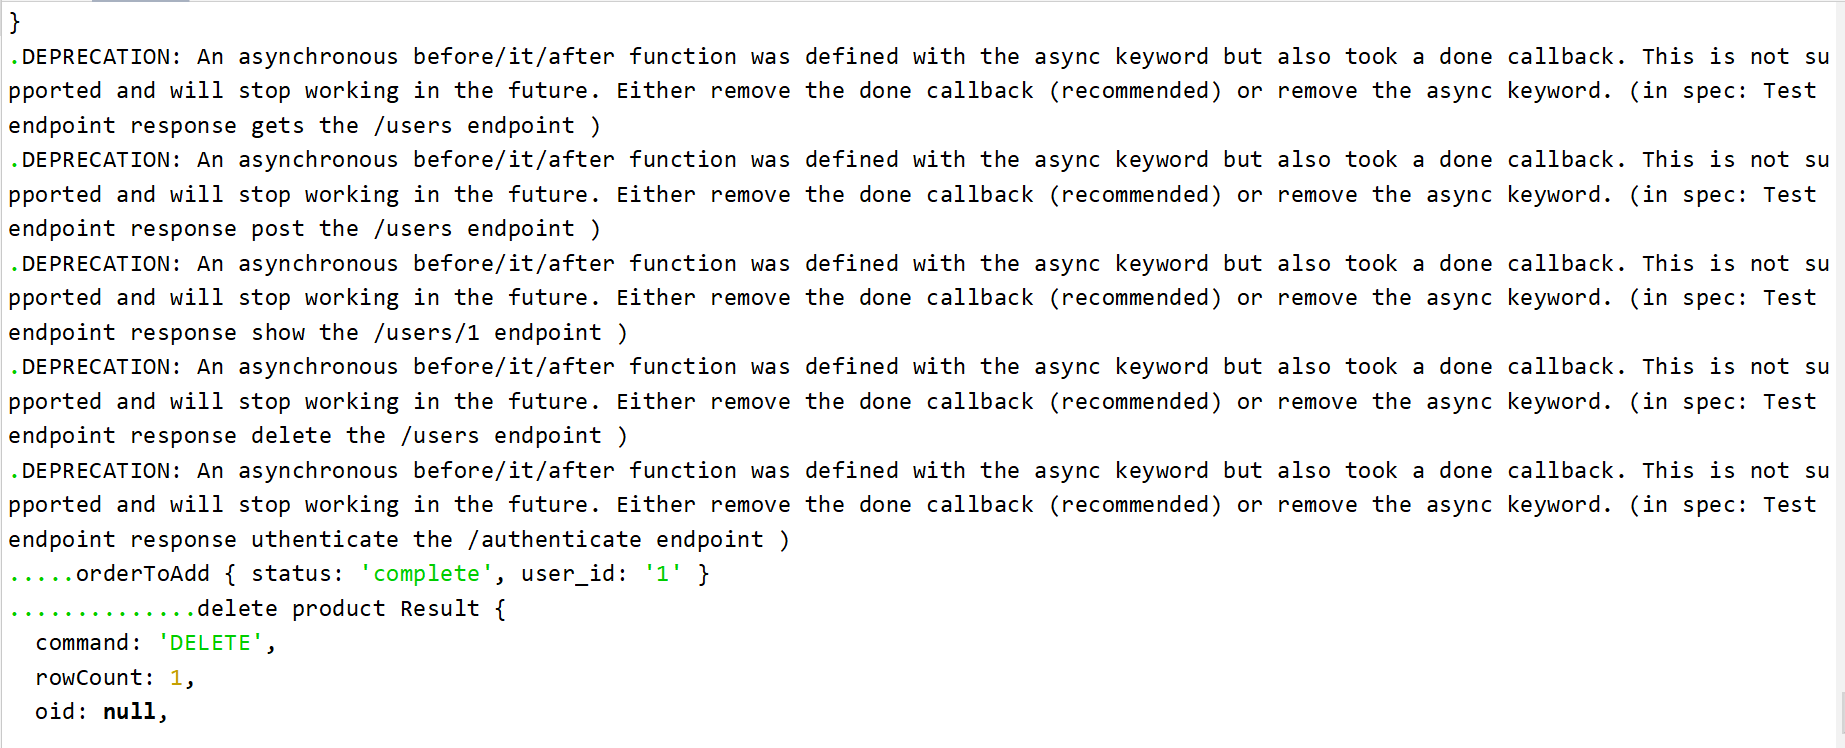 }
.DEPRECATION: An asynchronous before/it/after function was defined with the async keyword but also took a done callback. This is not su
pported and will stop working in the future. Either remove the done callback (recommended) or remove the async keyword. (in spec: Test
endpoint response gets the /users endpoint )
.DEPRECATION: An asynchronous before/it/after function was defined with the async keyword but also took a done callback. This is not su
pported and will stop working in the future. Either remove the done callback (recommended) or remove the async keyword. (in spec: Test
endpoint response post the /users endpoint )
.DEPRECATION: An asynchronous before/it/after function was defined with the async keyword but also took a done callback. This is not su
pported and will stop working in the future. Either remove the done callback (recommended) or remove the async keyword. (in spec: Test
endpoint response show the /users/1 endpoint )
.DEPRECATION: An asynchronous before/it/after function was defined with the async keyword but also took a done callback. This is not su
pported and will stop working in the future. Either remove the done callback (recommended) or remove the async keyword. (in spec: Test
endpoint response delete the /users endpoint )
.DEPRECATION: An asynchronous before/it/after function was defined with the async keyword but also took a done callback. This is not su
pported and will stop working in the future. Either remove the done callback (recommended) or remove the async keyword. (in spec: Test
endpoint response uthenticate the /authenticate endpoint )
.....orderToAdd { status: 'complete', user_id: '1' }
..............delete product Result {
  command: 'DELETE',
  rowCount: 1,
  oid: null,